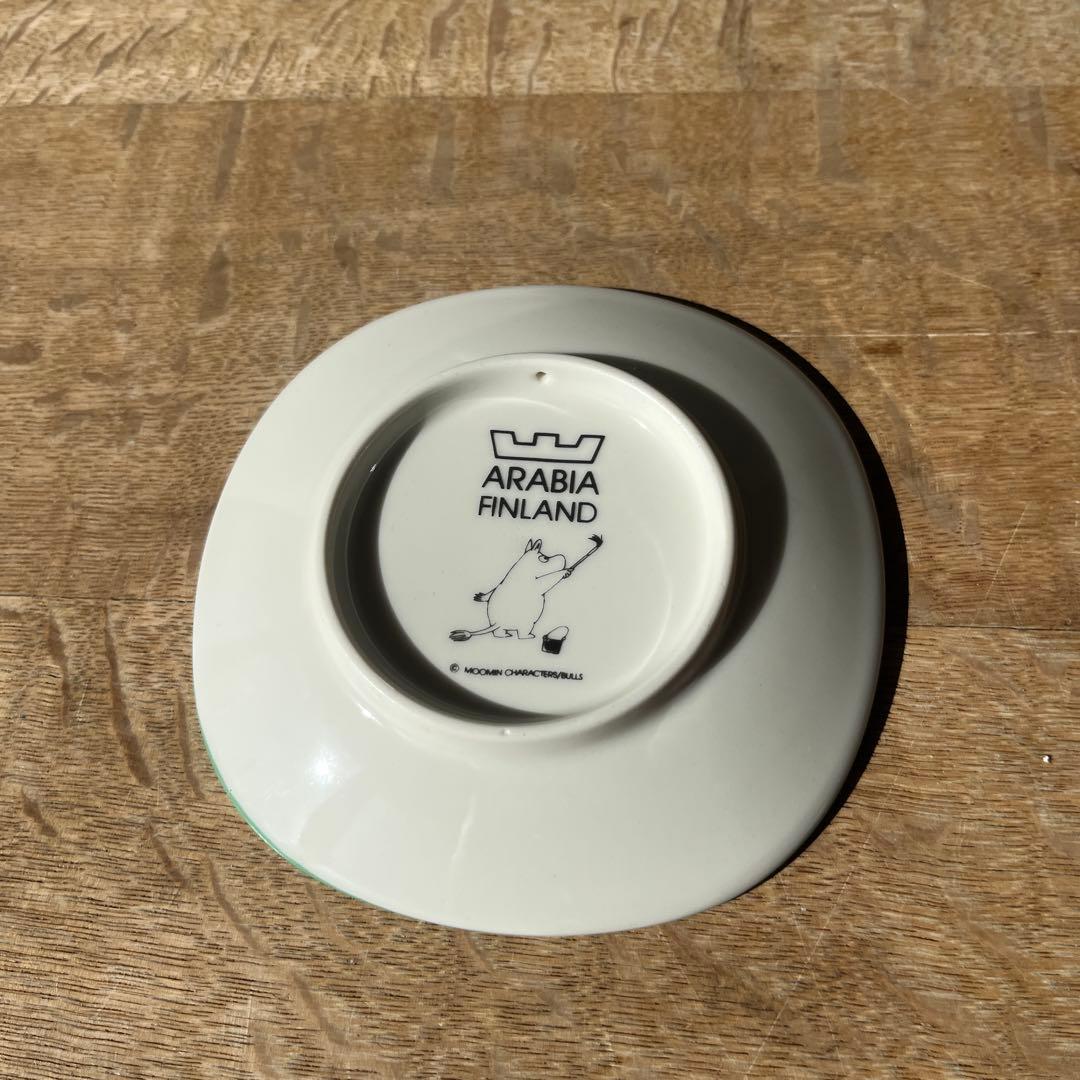 ARABIA
FINLAND
© MOOMIN CHARACTERS/BULLS